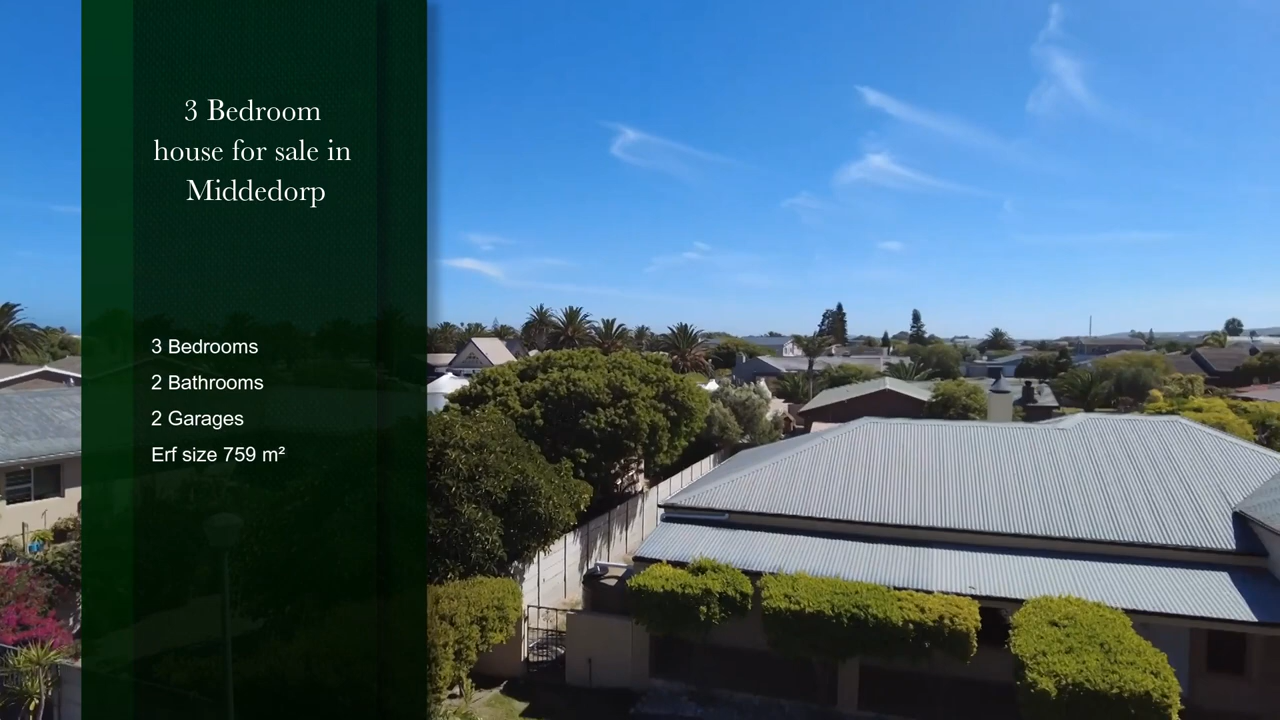 3 Bedroom
house for sale in
Middedorp
3 Bedrooms
2 Bathrooms
2 Garages
Erf size 759 m²